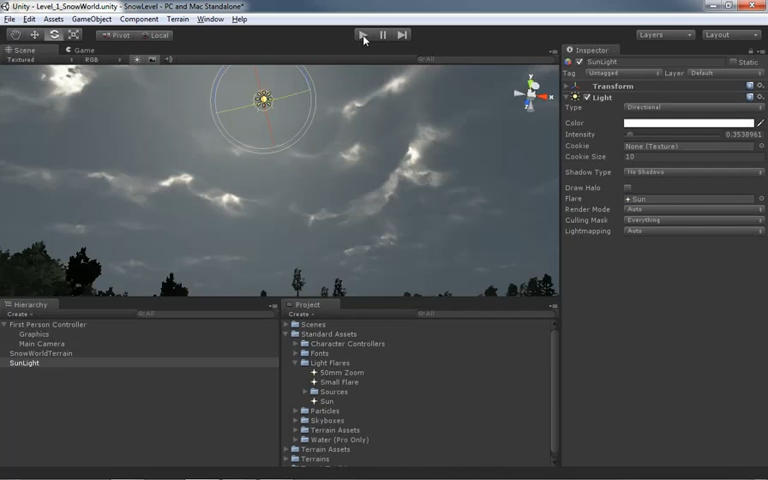 Unity - Level_1_SnowWorld.unity - SnowLevel - PC and Mac Standalone*
File Edit Assets GameObject Component Terrain Window Help
Pivot Local Layers Layout
Scene Game
Textured RGB All
y
x
z
Hierarchy
Create All
First Person Controller
Graphics
Main Camera
SnowWorldTerrain
SunLight
Project
Create All
Scenes
Standard Assets
Character Controllers
Fonts
Light Flares
50mm Zoom
Small Flare
Sources
Sun
Particles
Skyboxes
Terrain Assets
Water (Pro Only)
Terrain Assets
Terrains
Inspector
SunLight Static
Tag Untagged Layer Default
Transform
Light
Type Directional
Color
Intensity 0.3538961
Cookie None (Texture)
Cookie Size 10
Shadow Type No Shadows
Draw Halo
Flare Sun
Render Mode Auto
Culling Mask Everything
Lightmapping Auto